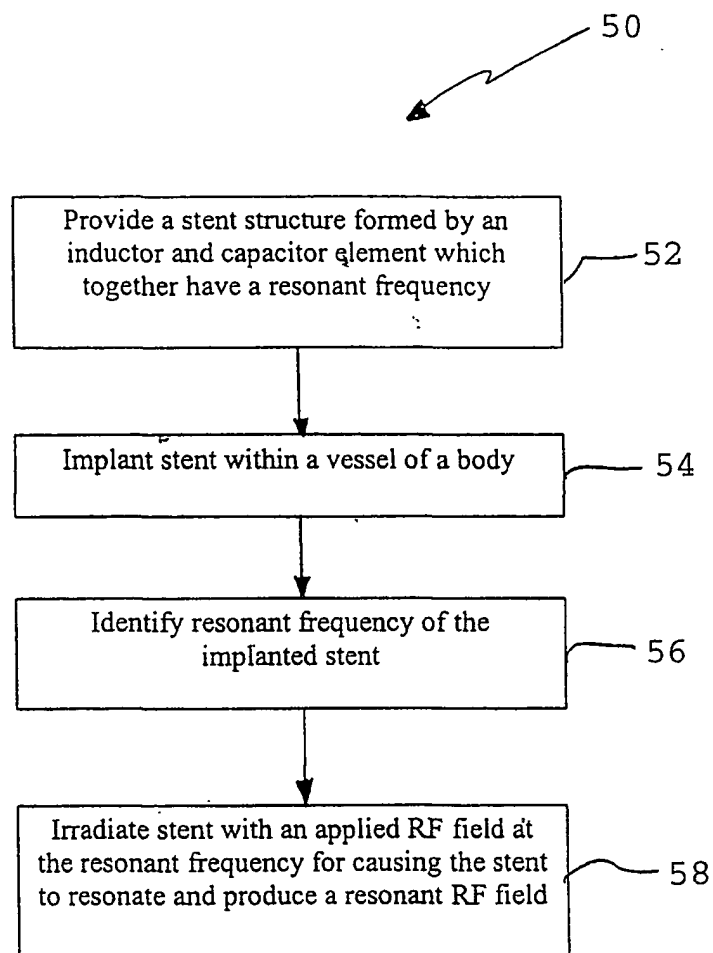 50
Provide a stent structure formed by an
inductor and capacitor element which
together have a resonant frequency
52
Implant stent within a vessel of a body
54
Identify resonant frequency of the
implanted stent
56
Irradiate stent with an applied RF field at
the resonant frequency for causing the stent
to resonate and produce a resonant RF field
58